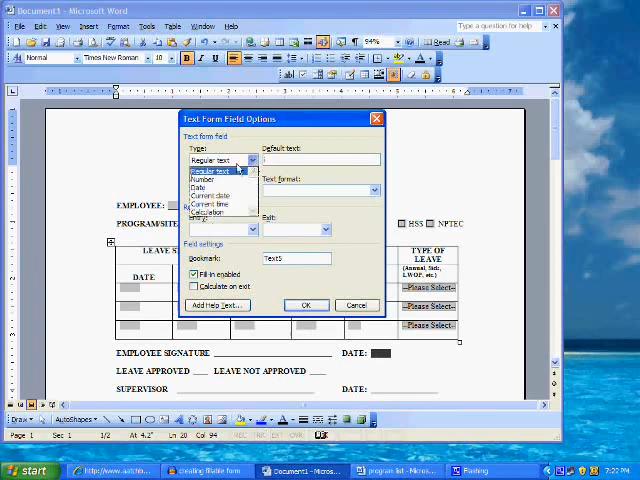 Document1 - Microsoft Word
File Edit View Insert Format Tools Table Window Help
Type a question for help
94% Read
Normal Times New Roman 10 B I U
Text Form Field Options
Text form field
Type: Default text:
Regular text
Regular text
Number
Date
Current date
Current time
Calculation
Text format:
Entry: Exit:
Field settings
Bookmark: Text5
Fill-in enabled
Calculate on exit
Add Help Text... OK Cancel
EMPLOYEE:
PROGRAM/SITE
HSS NPTEC
LEAVE
DATE
TYPE OF LEAVE
(Annual, Sick, LWOP, etc.)
--Please Select--
--Please Select
--Please Select
EMPLOYEE SIGNATURE DATE:
LEAVE APPROVED LEAVE NOT APPROVED
SUPERVISOR DATE:
Draw AutoShapes
Page 1 Sec 1 1/2 At 4.2" Ln 20 Col 94 REC TRK EXT OVR
start http://www.aatchb... creating fillable form Document1 - Micros... program list - Micros... Flashing 7:22 PM